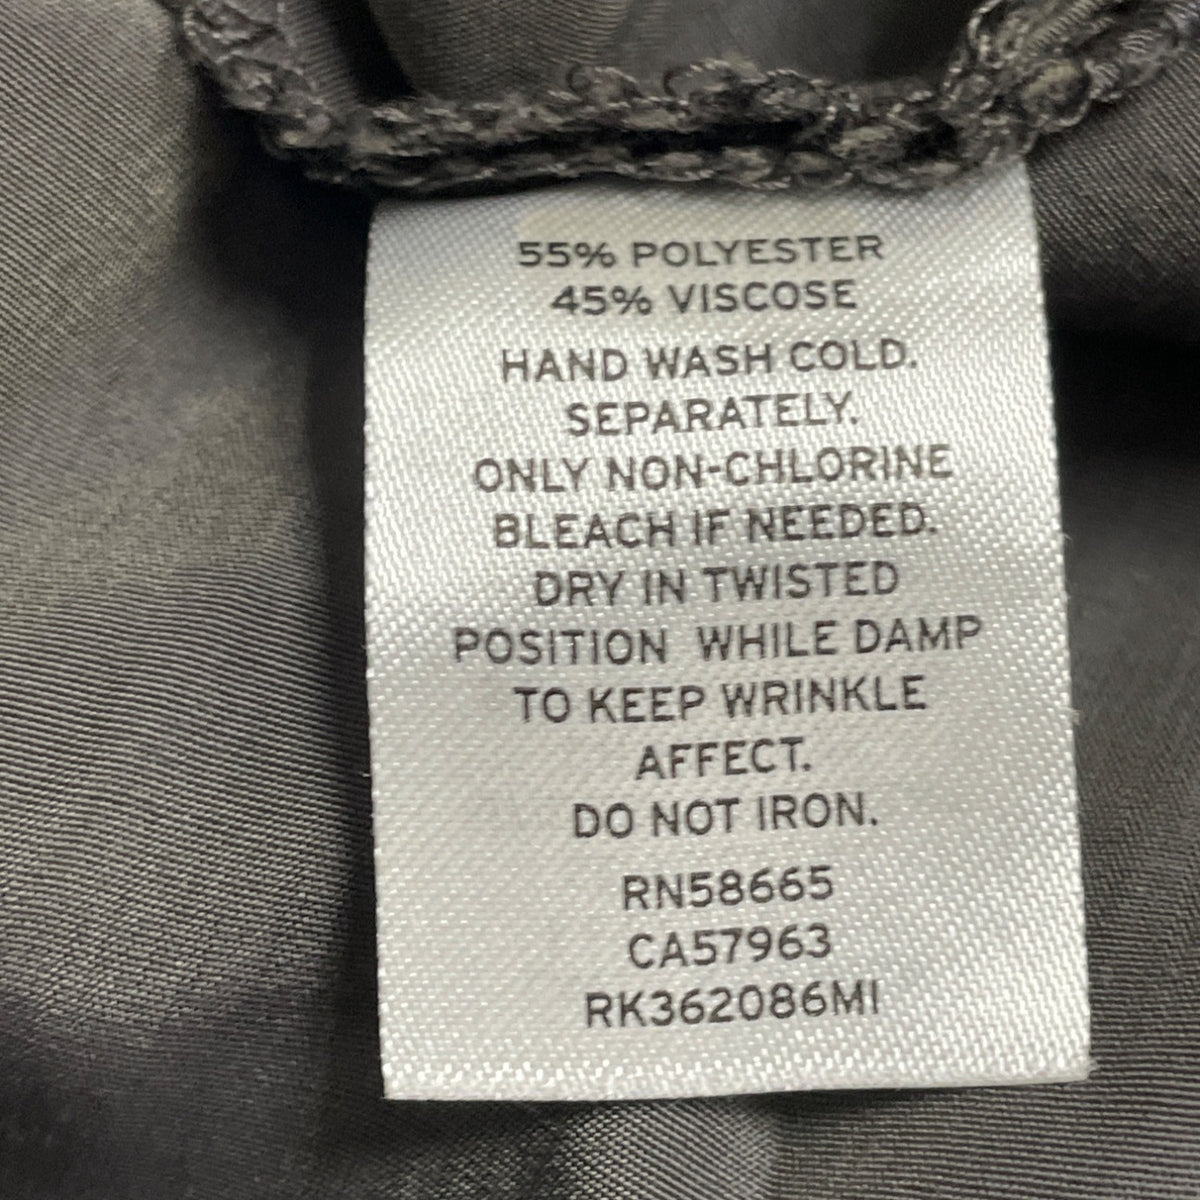 55% POLYESTER
45% VISCOSE
HAND WASH COLD.
SEPARATELY.
ONLY NON-CHLORINE
BLEACH IF NEEDED.
DRY IN TWISTED
POSITION WHILE DAMP
TO KEEP WRINKLE
AFFECT.
DO NOT IRON.
RN58665
CA57963
RK362086MI